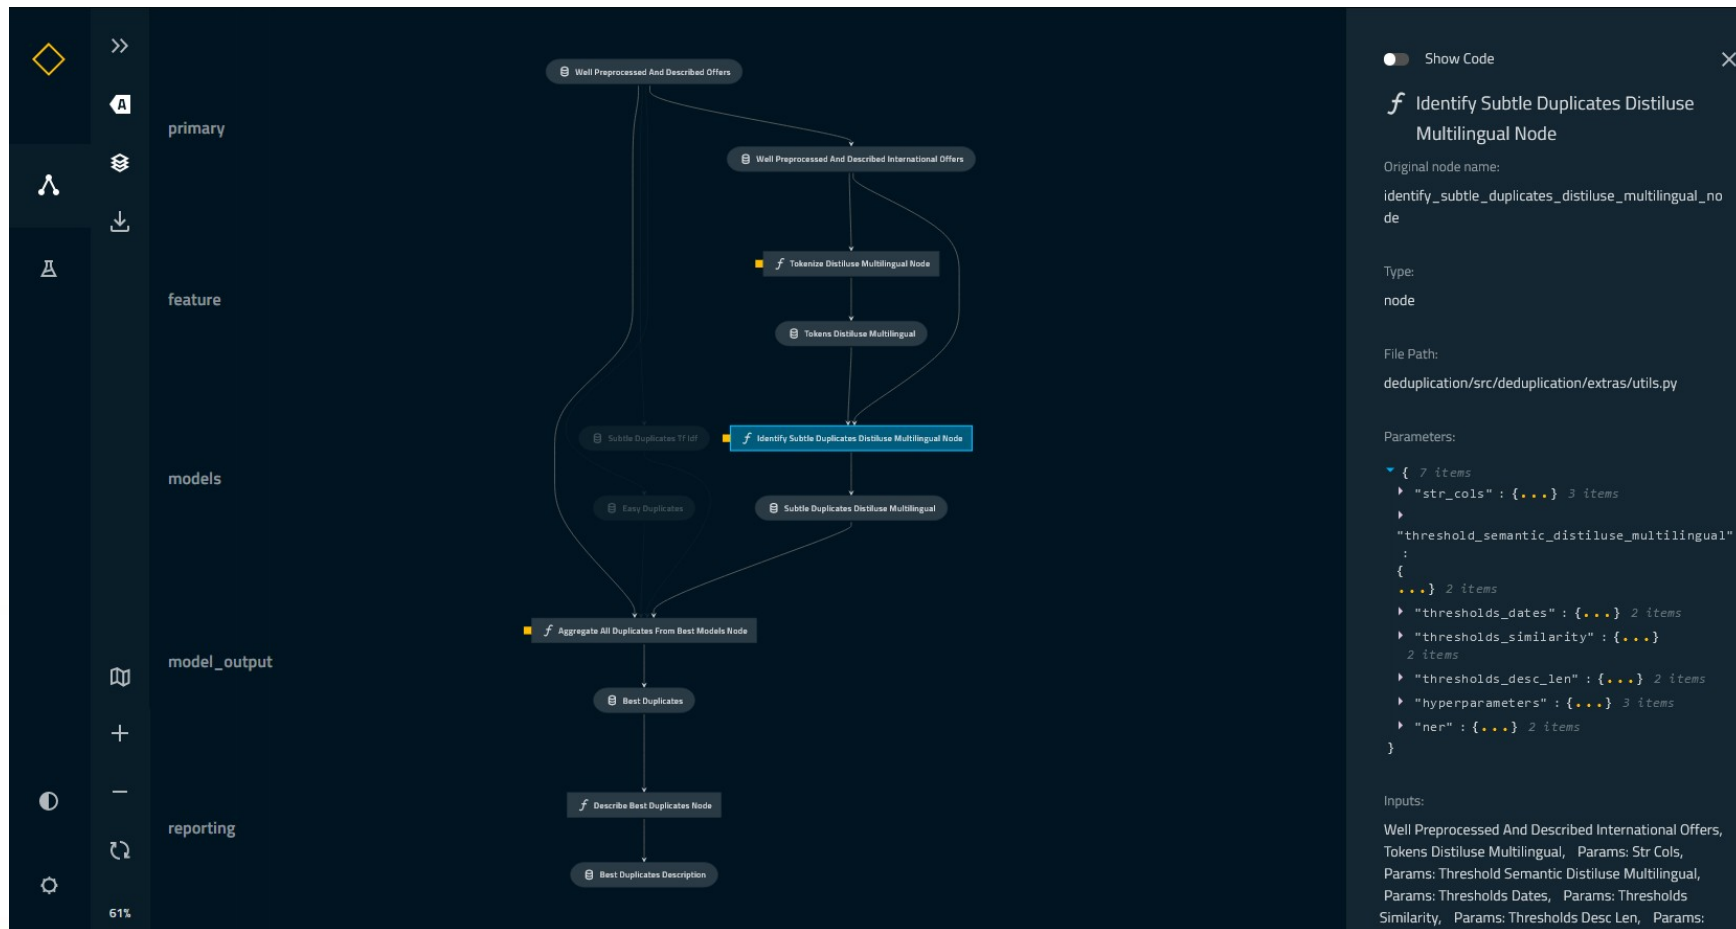 A
61%
primary
feature
models
model_output
reporting
Well Preprocessed And Described Offers
Well Preprocessed And Described International Offers
f Tokenize Distiluse Multilingual Node
Tokens Distiluse Multilingual
Subtle Duplicates Tf Idf
f Identify Subtle Duplicates Distiluse Multilingual Node
Easy Duplicates
Subtle Duplicates Distiluse Multilingual
f Aggregate All Duplicates From Best Models Node
Best Duplicates
f Describe Best Duplicates Node
Best Duplicates Description
Show Code
f Identify Subtle Duplicates Distiluse
Multilingual Node
Original node name:
identify_subtle_duplicates_distiluse_multilingual_no
de
Type:
node
File Path:
deduplication/src/deduplication/extras/utils.py
Parameters:
{ 7 items
"str_cols" : {...} 3 items
"threshold_semantic_distiluse_multilingual"
:
{
...} 2 items
"thresholds_dates" : {...} 2 items
"thresholds_similarity" : {...}
2 items
"thresholds_desc_len" : {...} 2 items
"hyperparameters" : {...} 3 items
"ner" : {...} 2 items
}
Inputs:
Well Preprocessed And Described International Offers,
Tokens Distiluse Multilingual, Params: Str Cols,
Params: Threshold Semantic Distiluse Multilingual,
Params: Thresholds Dates, Params: Thresholds
Similarity, Params: Thresholds Desc Len, Params: